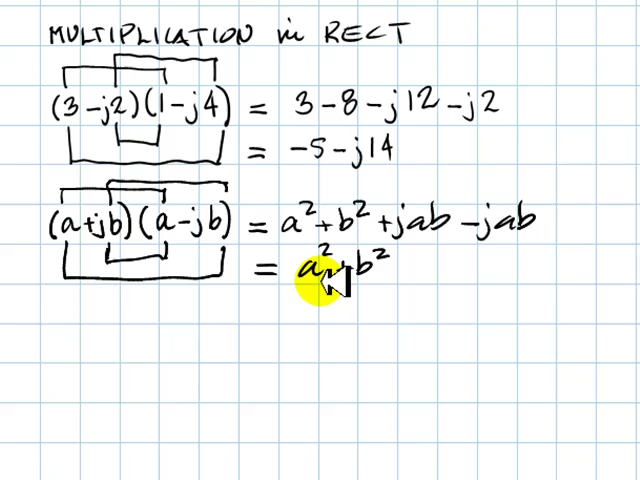 MULTIPLICATION in RECT
(3 - j2)(1 - j4) = 3 - 8 - j12 - j2
= -5 - j14
(a + jb)(a - jb) = a² + b² + jab - jab
= a² + b²